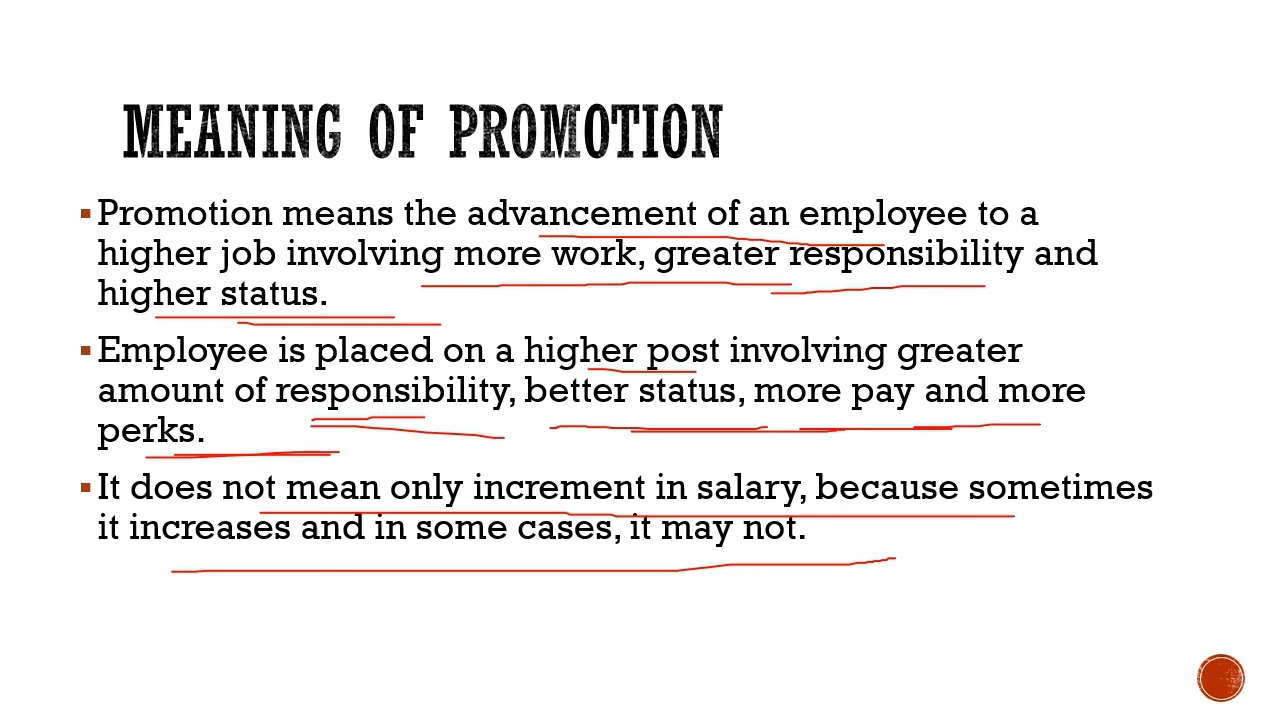 MEANING OF PROMOTION
▪ Promotion means the advancement of an employee to a
higher job involving more work, greater responsibility and
higher status.
▪ Employee is placed on a higher post involving greater
amount of responsibility, better status, more pay and more
perks.
▪ It does not mean only increment in salary, because sometimes
it increases and in some cases, it may not.